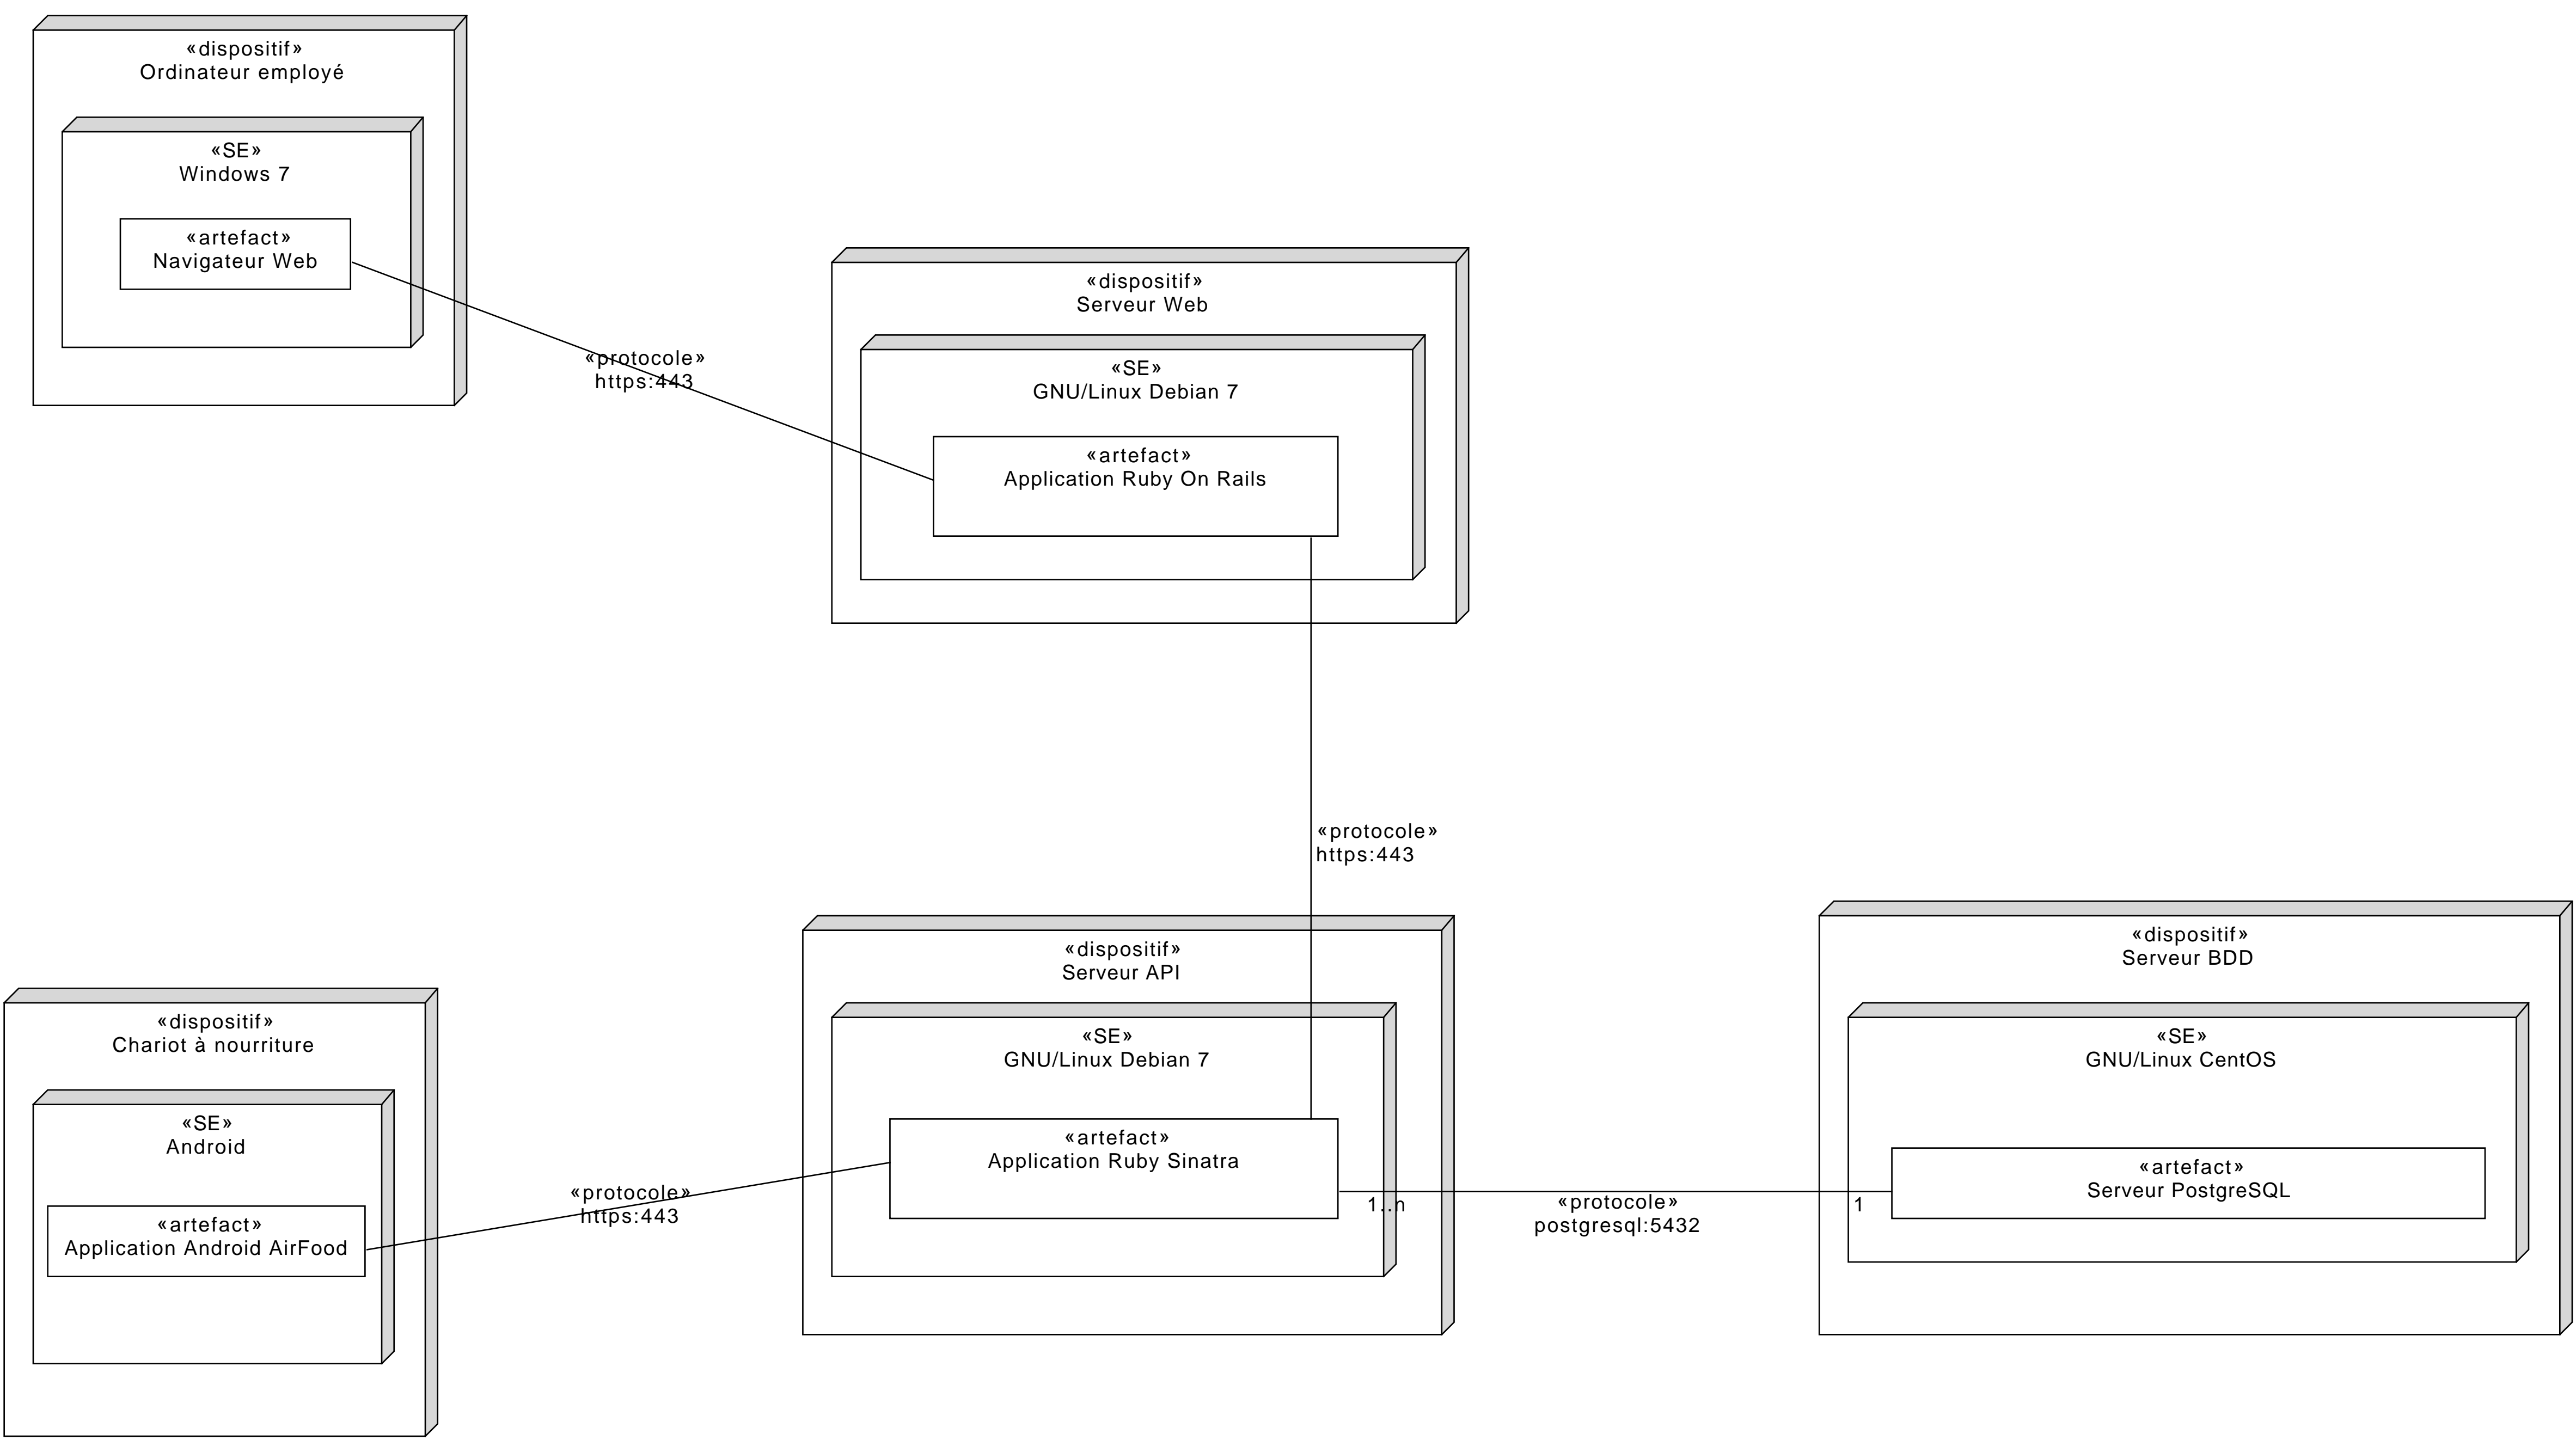 «dispositif»
Ordinateur employé
«SE»
Windows 7
«artefact»
Navigateur Web
«protocole»
https:443
«dispositif»
Serveur Web
«SE»
GNU/Linux Debian 7
«artefact»
Application Ruby On Rails
«protocole»
https:443
«dispositif»
Chariot à nourriture
«SE»
Android
«artefact»
Application Android AirFood
«protocole»
https:443
«dispositif»
Serveur API
«SE»
GNU/Linux Debian 7
«artefact»
Application Ruby Sinatra
1..n
«protocole»
postgresql:5432
1
«dispositif»
Serveur BDD
«SE»
GNU/Linux CentOS
«artefact»
Serveur PostgreSQL